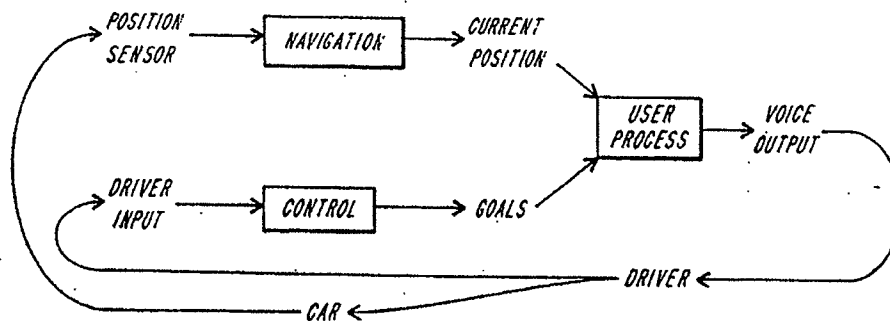 POSITION
SENSOR
NAVIGATION
CURRENT
POSITION
USER
PROCESS
VOICE
OUTPUT
DRIVER
INPUT
CONTROL
GOALS
DRIVER
CAR